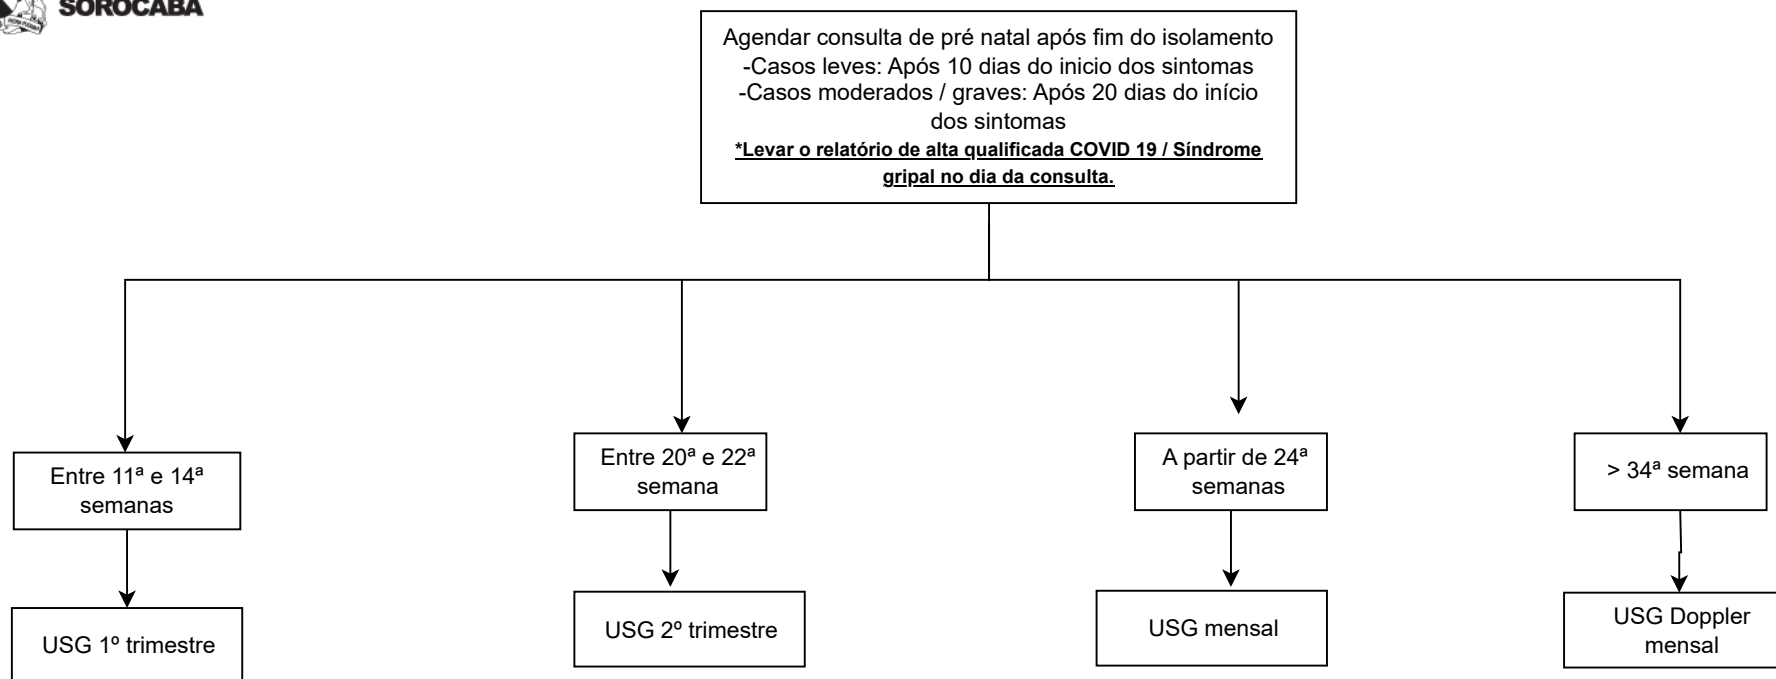 SOROCABA
Agendar consulta de pré natal após fim do isolamento
-Casos leves: Após 10 dias do inicio dos sintomas
-Casos moderados / graves: Após 20 dias do início
dos sintomas
*Levar o relatório de alta qualificada COVID 19 / Síndrome
gripal no dia da consulta.
Entre 11ª e 14ª
semanas
Entre 20ª e 22ª
semana
A partir de 24ª
semanas
> 34ª semana
USG 1º trimestre
USG 2º trimestre
USG mensal
USG Doppler
mensal